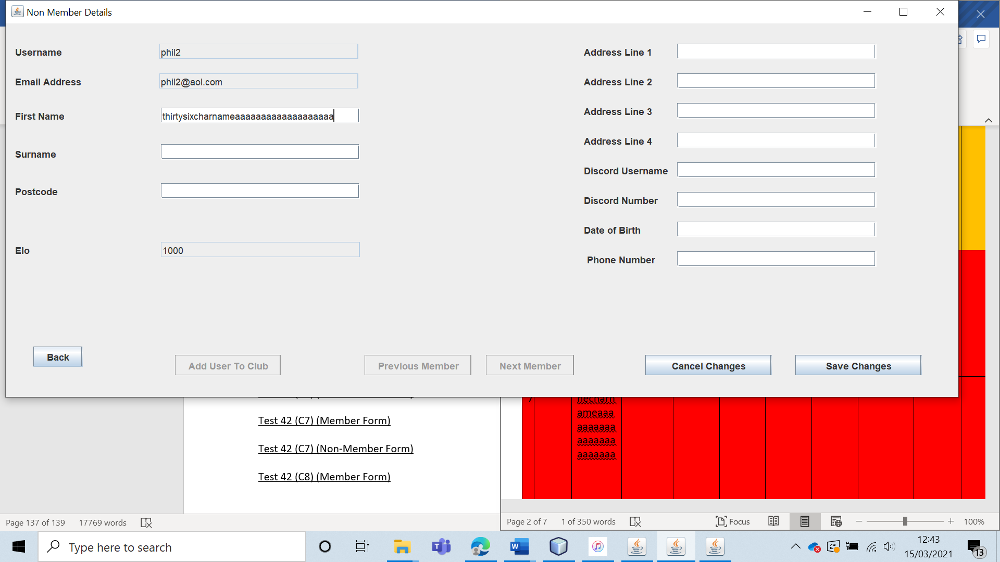 Non Member Details
Username
phil2
Email Address
phil2@aol.com
First Name
thirtysixcharnameaaaaaaaaaaaaaaaaaaa
Surname
Postcode
Elo
1000
Address Line 1
Address Line 2
Address Line 3
Address Line 4
Discord Username
Discord Number
Date of Birth
Phone Number
Back
Add User To Club
Previous Member
Next Member
Cancel Changes
Save Changes
Test 42 (C7) (Member Form)
Test 42 (C7) (Non-Member Form)
Test 42 (C8) (Member Form)
necharn
ameaaa
aaaaaaa
aaaaaaa
aaaaaaa
Page 137 of 139
17769 words
Page 2 of 7
1 of 350 words
Focus
100%
Type here to search
12:43
15/03/2021
13